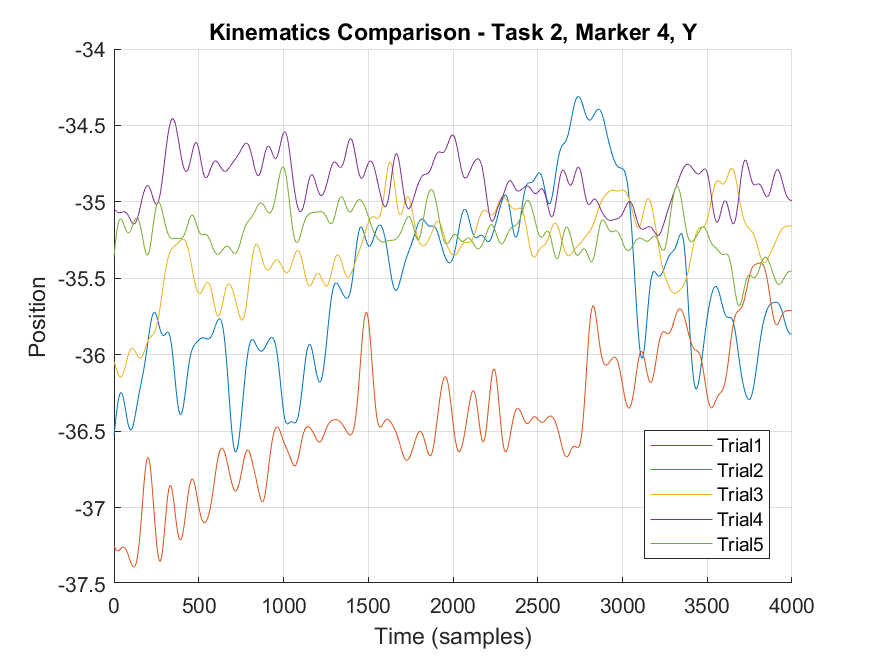 Kinematics Comparison - Task 2, Marker 4, Y
-34
-34.5
-35
-35.5
-36
-36.5
-37
-37.5
Position
0 500 1000 1500 2000 2500 3000 3500 4000
Time (samples)
Trial1
Trial2
Trial3
Trial4
Trial5